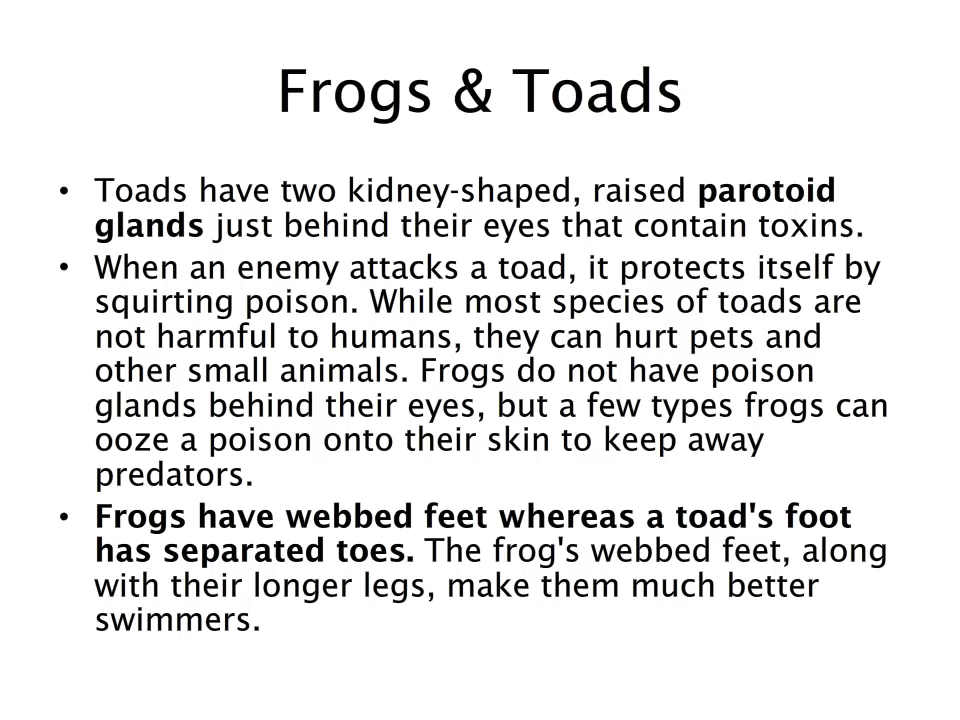 Frogs & Toads
• Toads have two kidney-shaped, raised parotoid
glands just behind their eyes that contain toxins.
• When an enemy attacks a toad, it protects itself by
squirting poison. While most species of toads are
not harmful to humans, they can hurt pets and
other small animals. Frogs do not have poison
glands behind their eyes, but a few types frogs can
ooze a poison onto their skin to keep away
predators.
• Frogs have webbed feet whereas a toad's foot
has separated toes. The frog's webbed feet, along
with their longer legs, make them much better
swimmers.